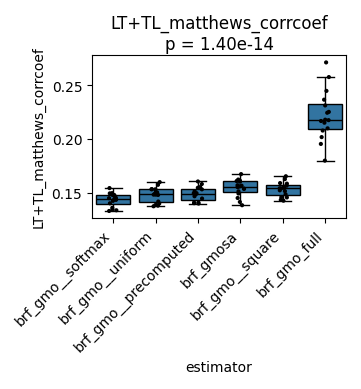 LT+TL_matthews_corrcoef
p = 1.40e-14
LT+TL_matthews_corrcoef
0.25
0.20
0.15
brf_gmo__softmax
brf_gmo__uniform
brf_gmo__precomputed
brf_gmosa
brf_gmo__square
brf_gmo_full
estimator